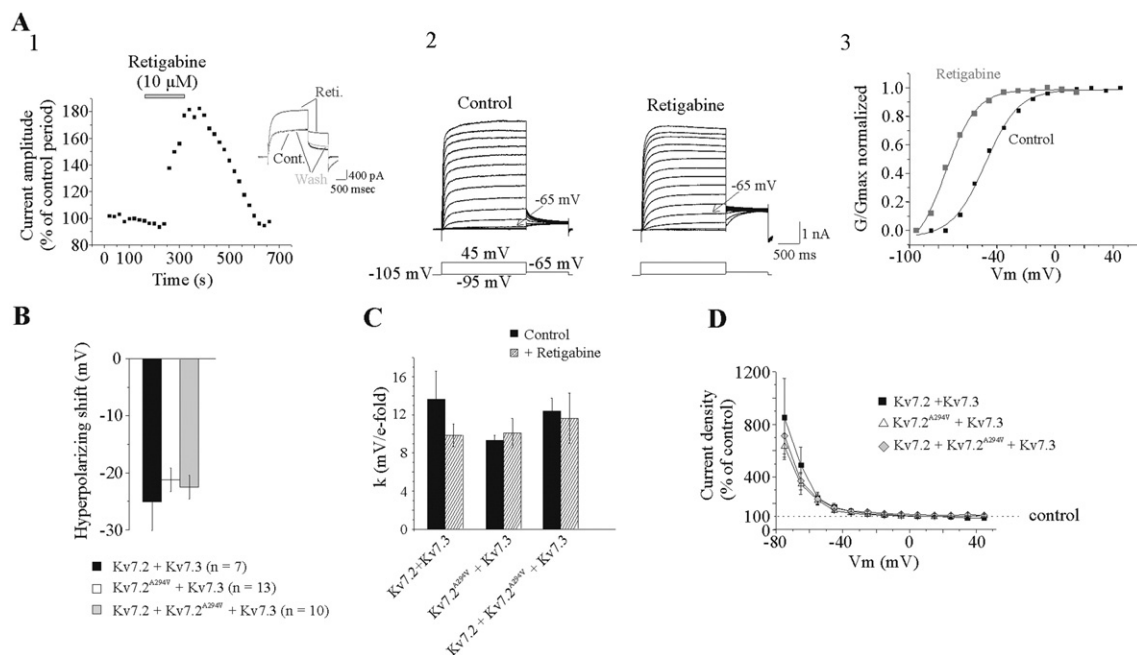 A
1
Retigabine
(10 µM)
Current amplitude
(% of control period)
180
160
140
120
100
80
0 100 300 500 700
Time (s)
Reti.
Cont.
Wash
400 pA
500 msec
2
Control
-65 mV
-105 mV
45 mV
-95 mV
-65 mV
Retigabine
-65 mV
1 nA
500 ms
3
G/Gmax normalized
1.0
0.8
0.6
0.4
0.2
0.0
Retigabine
Control
-100 -80 -40 0 40
Vm (mV)
B
Hyperpolarizing shift (mV)
0
-10
-20
-30
Kv7.2 + Kv7.3 (n = 7)
Kv7.2A294V + Kv7.3 (n = 13)
Kv7.2 + Kv7.2A294V + Kv7.3 (n = 10)
C
Control
+ Retigabine
k (mV/e-fold)
16
12
8
4
0
Kv7.2+Kv7.3
Kv7.2A294V + Kv7.3
Kv7.2 + Kv7.2A294V + Kv7.3
D
Current density
(% of control)
1200
800
400
100
-80 -60 -40 -20 0 20 40
Vm (mV)
Kv7.2 +Kv7.3
Kv7.2A294V + Kv7.3
Kv7.2 + Kv7.2A294V + Kv7.3
control